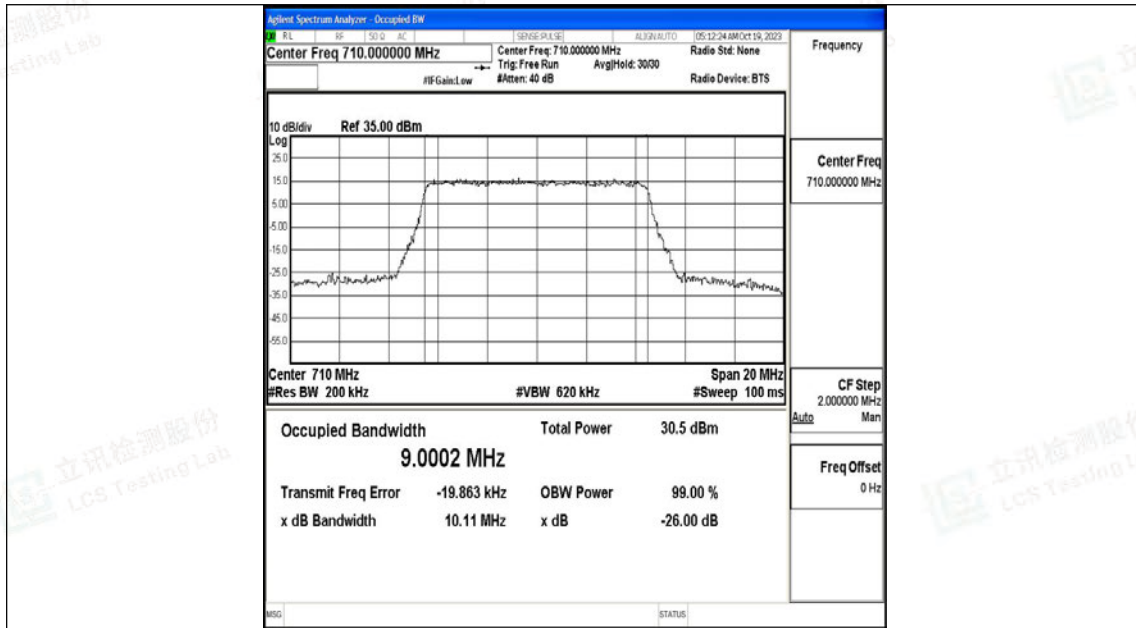 Agilent Spectrum Analyzer - Occupied BW
RL RF 50 Ω AC SENSE:PULSE ALIGNAUTO 05:12:24 AM Oct 19, 2023
Center Freq 710.000000 MHz
Center Freq: 710.000000 MHz
Radio Std: None
Trig: Free Run Avg|Hold: 30/30
#IFGain:Low #Atten: 40 dB Radio Device: BTS
10 dB/div Ref 35.00 dBm
Log
25.0
15.0
5.00
-5.00
-15.0
-25.0
-35.0
-45.0
-55.0
Center 710 MHz Span 20 MHz
#Res BW 200 kHz #VBW 620 kHz #Sweep 100 ms
Occupied Bandwidth Total Power 30.5 dBm
9.0002 MHz
Transmit Freq Error -19.863 kHz OBW Power 99.00 %
x dB Bandwidth 10.11 MHz x dB -26.00 dB
MSG STATUS
Frequency
Center Freq
710.000000 MHz
CF Step
2.000000 MHz
Auto Man
Freq Offset
0 Hz
立讯检测股份
LCS Testing Lab
立讯检测股份